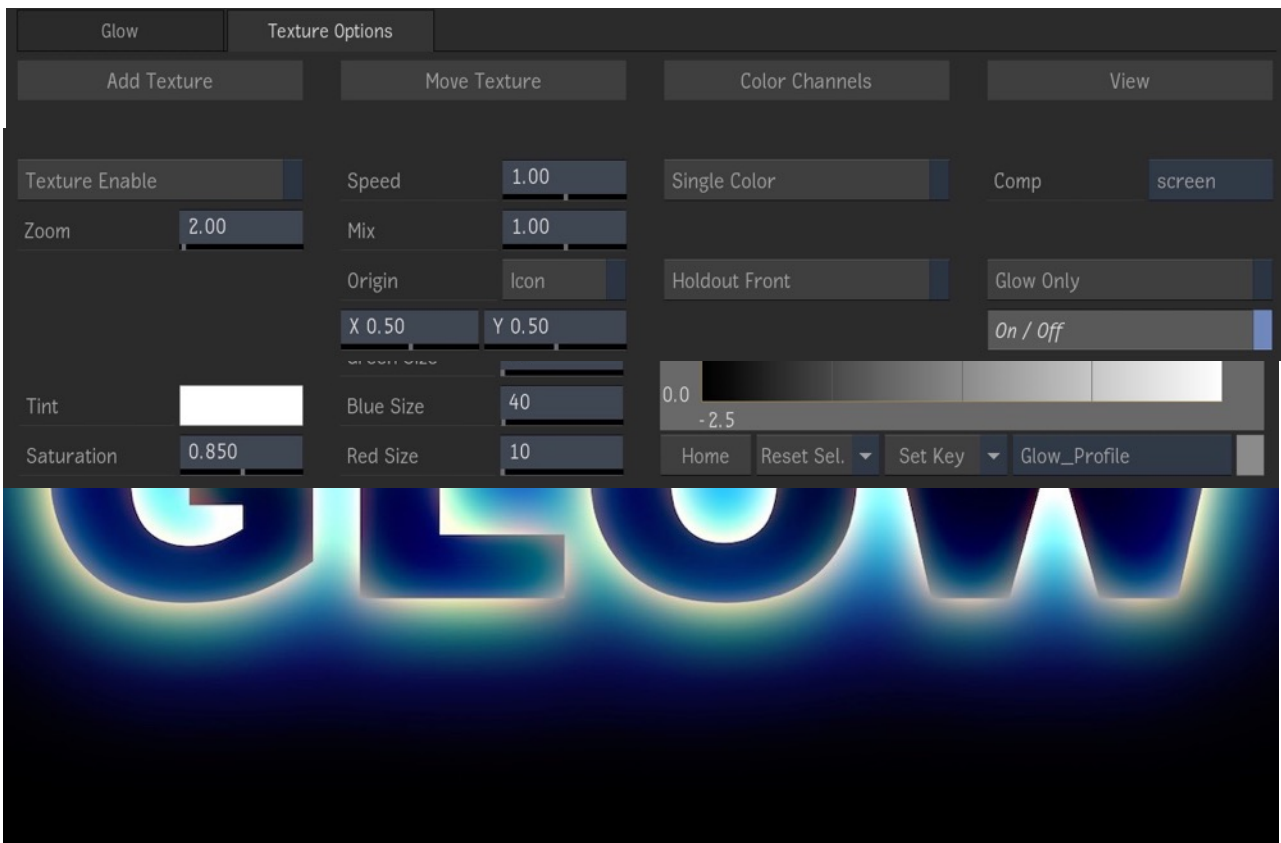 Glow Texture Options
Add Texture Move Texture Color Channels View
Texture Enable Speed 1.00 Single Color Comp screen
Zoom 2.00 Mix 1.00
Origin Icon Holdout Front Glow Only
X 0.50 Y 0.50 On / Off
0.0
-2.5
Tint Blue Size 40
Saturation 0.850 Red Size 10 Home Reset Sel. Set Key Glow_Profile
GLOW